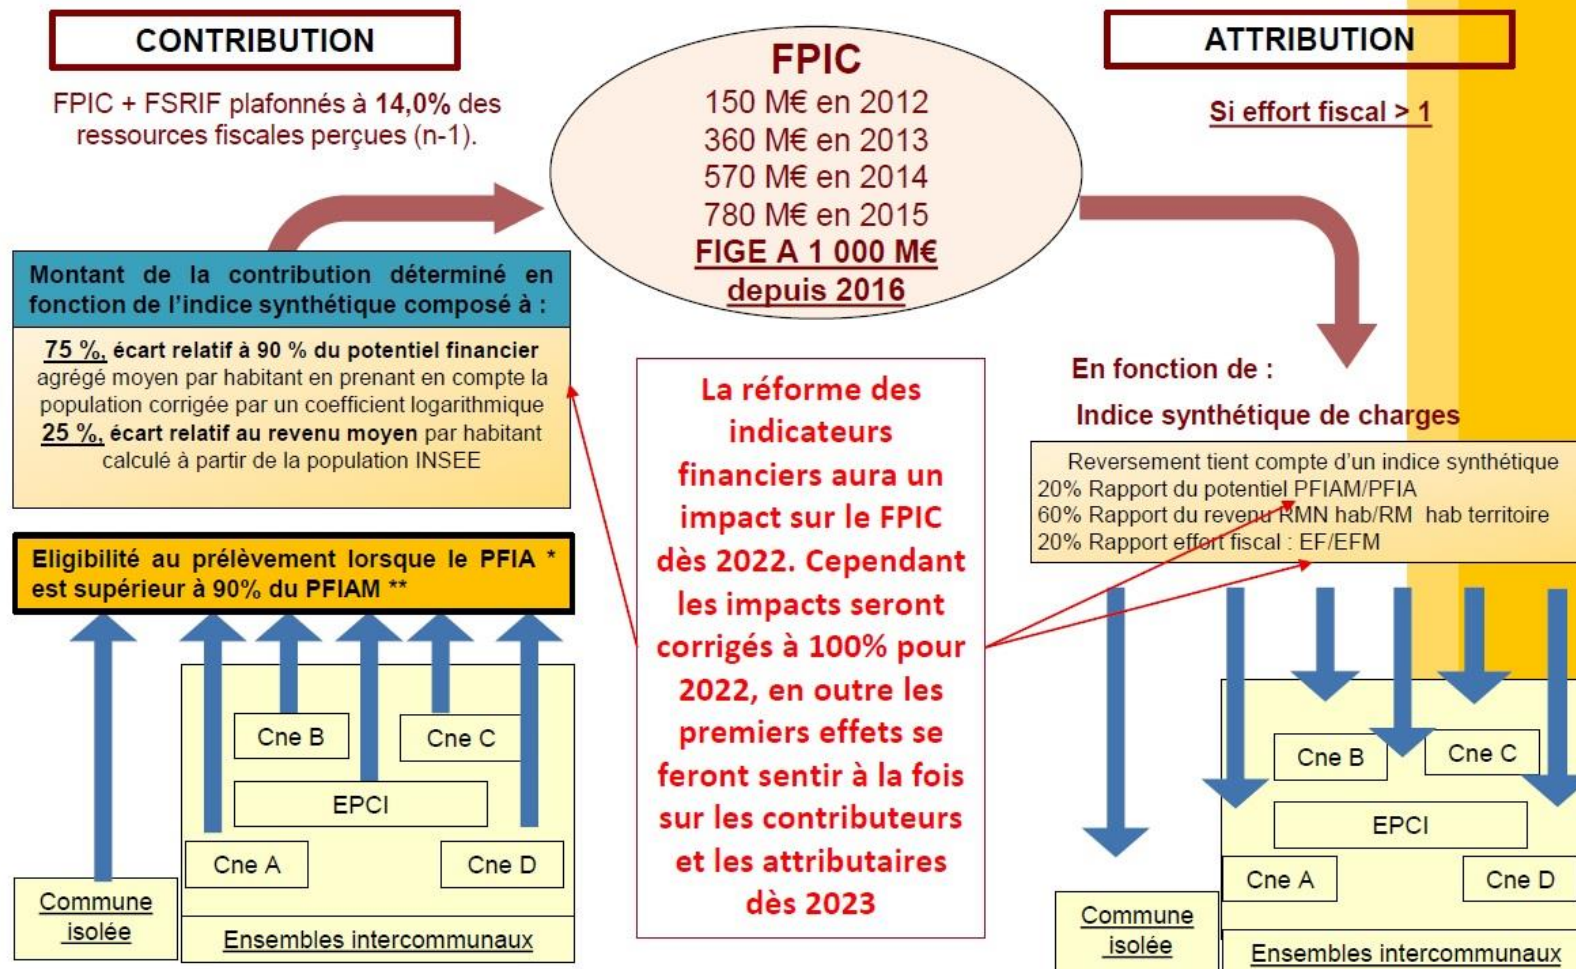 CONTRIBUTION
FPIC + FSRIF plafonnés à 14,0% des
ressources fiscales perçues (n-1).
FPIC
150 M€ en 2012
360 M€ en 2013
570 M€ en 2014
780 M€ en 2015
FIGE A 1 000 M€
depuis 2016
ATTRIBUTION
Si effort fiscal > 1
Montant de la contribution déterminé en
fonction de l'indice synthétique composé à :
75 %, écart relatif à 90 % du potentiel financier
agrégé moyen par habitant en prenant en compte la
population corrigée par un coefficient logarithmique
25 %, écart relatif au revenu moyen par habitant
calculé à partir de la population INSEE
Eligibilité au prélèvement lorsque le PFIA *
est supérieur à 90% du PFIAM **
Cne B
Cne C
EPCI
Cne A
Cne D
Commune
isolée
Ensembles intercommunaux
La réforme des
indicateurs
financiers aura un
impact sur le FPIC
dès 2022. Cependant
les impacts seront
corrigés à 100% pour
2022, en outre les
premiers effets se
feront sentir à la fois
sur les contributeurs
et les attributaires
dès 2023
En fonction de :
Indice synthétique de charges
Reversement tient compte d'un indice synthétique
20% Rapport du potentiel PFIAM/PFIA
60% Rapport du revenu RMN hab/RM hab territoire
20% Rapport effort fiscal : EF/EFM
Cne B
Cne C
EPCI
Cne A
Cne D
Commune
isolée
Ensembles intercommunaux